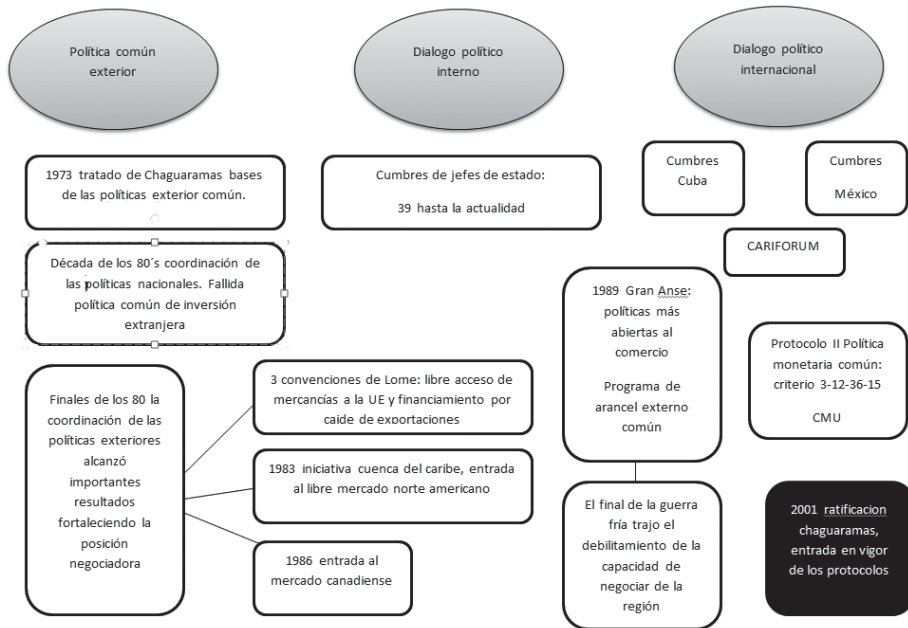 Política común
exterior
Dialogo político
interno
Dialogo político
internacional
1973 tratado de Chaguaramas bases
de las políticas exterior común.
Cumbres de jefes de estado:
39 hasta la actualidad
Cumbres
Cuba
Cumbres
México
CARIFORUM
Década de los 80´s coordinación de
las políticas nacionales. Fallida
política común de inversión
extranjera
1989 Gran Anse:
políticas más
abiertas al
comercio
Programa de
arancel externo
común
Protocolo II Política
monetaria común:
criterio 3-12-36-15
CMU
Finales de los 80 la
coordinación de las
políticas exteriores
alcanzó
importantes
resultados
fortaleciendo la
posición
negociadora
3 convenciones de Lome: libre acceso de
mercancías a la UE y financiamiento por
caide de exportaciones
1983 iniciativa cuenca del caribe, entrada
al libre mercado norte americano
1986 entrada al
mercado canadiense
El final de la guerra
fría trajo el
debilitamiento de la
capacidad de
negociar de la
región
2001 ratificacion
chaguaramas,
entrada en vigor
de los protocolos